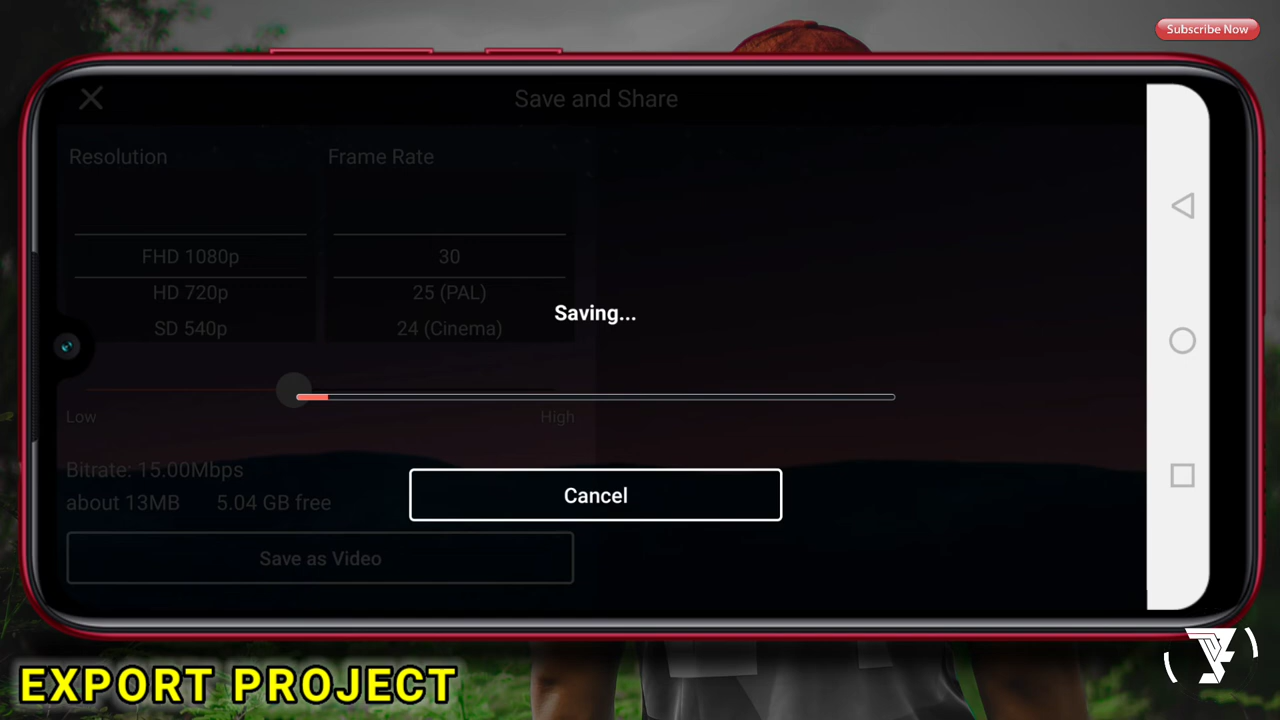 Subscribe Now
Save and Share
Resolution
Frame Rate
FHD 1080p
30
HD 720p
25 (PAL)
SD 540p
24 (Cinema)
Saving...
Low
High
Bitrate: 15.00Mbps
about 13MB
5.04 GB free
Cancel
Save as Video
EXPORT PROJECT